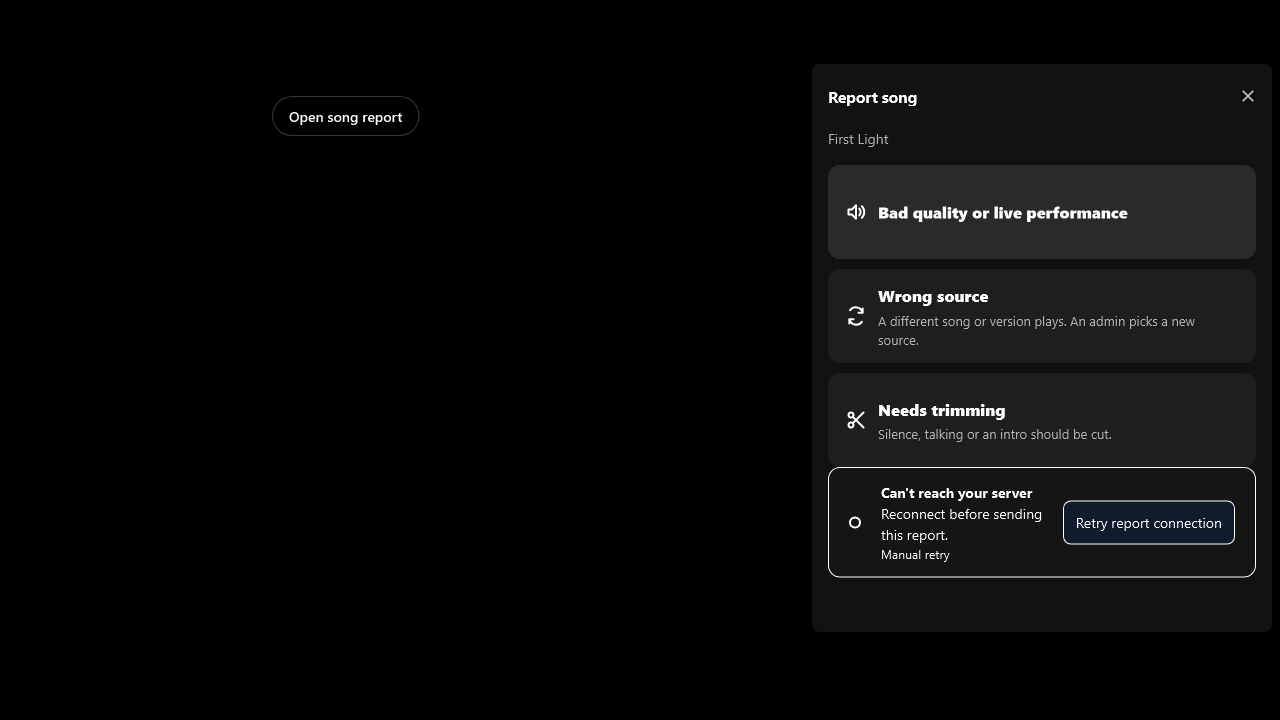 Open song report
Report song
First Light
Bad quality or live performance
Wrong source
A different song or version plays. An admin picks a new
source.
Needs trimming
Silence, talking or an intro should be cut.
Can't reach your server
Reconnect before sending
this report.
Manual retry
Retry report connection